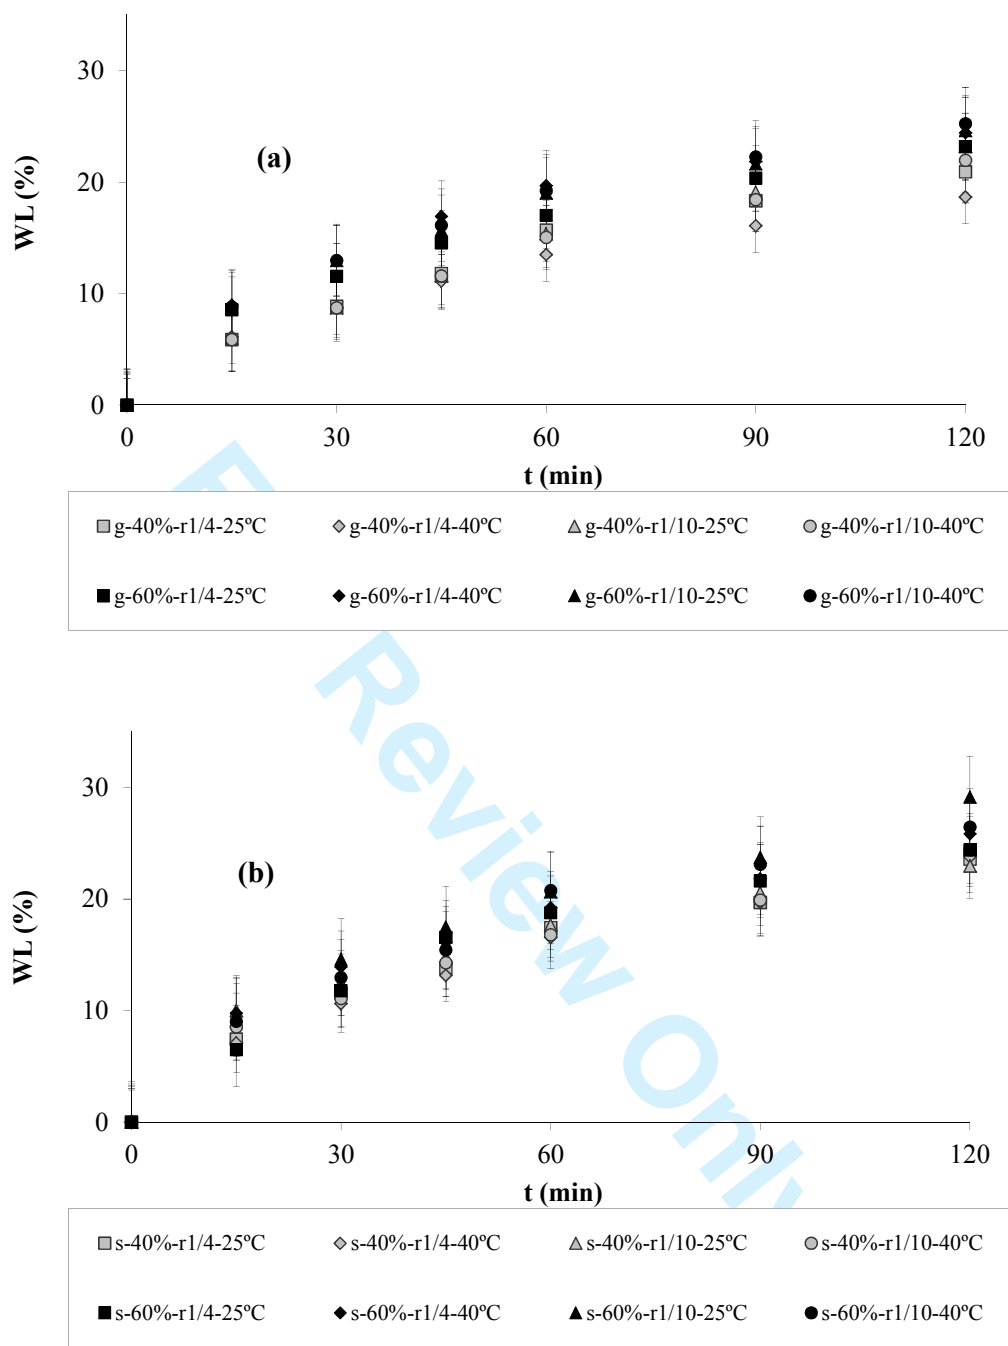 30
20
10
0
WL (%)
(a)
0 30 60 90 120
t (min)
g-40%-r1/4-25ºC g-40%-r1/4-40ºC g-40%-r1/10-25ºC g-40%-r1/10-40ºC
g-60%-r1/4-25ºC g-60%-r1/4-40ºC g-60%-r1/10-25ºC g-60%-r1/10-40ºC
Review Only
30
20
10
0
WL (%)
(b)
0 30 60 90 120
t (min)
s-40%-r1/4-25ºC s-40%-r1/4-40ºC s-40%-r1/10-25ºC s-40%-r1/10-40ºC
s-60%-r1/4-25ºC s-60%-r1/4-40ºC s-60%-r1/10-25ºC s-60%-r1/10-40ºC